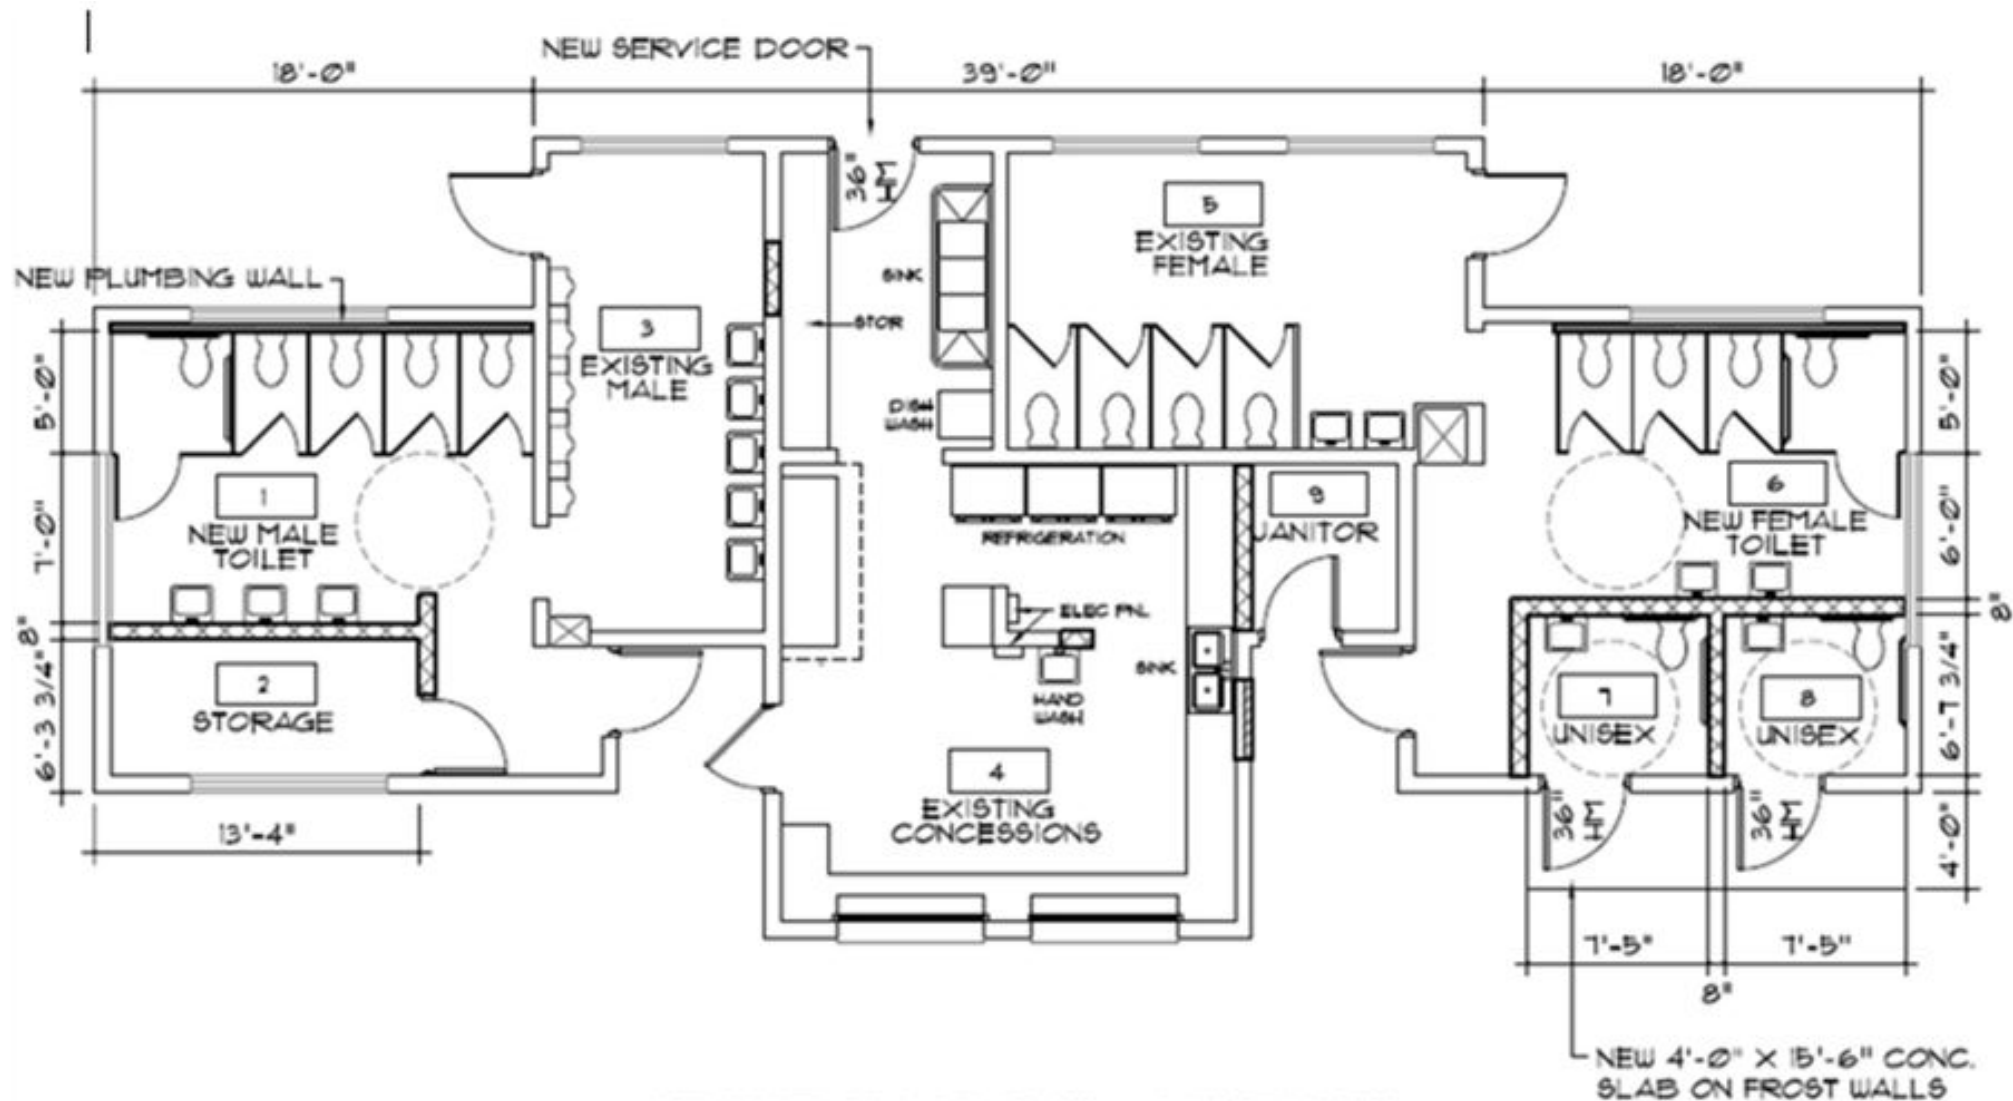 NEW SERVICE DOOR
18'-0"
39'-0"
18'-0"
36"
HM
5
EXISTING
FEMALE
NEW PLUMBING WALL
SINK
3
EXISTING
MALE
STOR
5'-0"
DISH
WASH
5'-0"
1
NEW MALE
TOILET
7'-0"
9
JANITOR
6
NEW FEMALE
TOILET
6'-0"
REFRIGERATION
ELEC PNL
8"
8"
SINK
HAND
WASH
2
STORAGE
6'-3 3/4"
7
UNISEX
8
UNISEX
6'-7 3/4"
4
EXISTING
CONCESSIONS
36"
HM
36"
HM
13'-4"
4'-0"
7'-5"
7'-5"
8"
NEW 4'-0" X 15'-6" CONC.
SLAB ON FROST WALLS